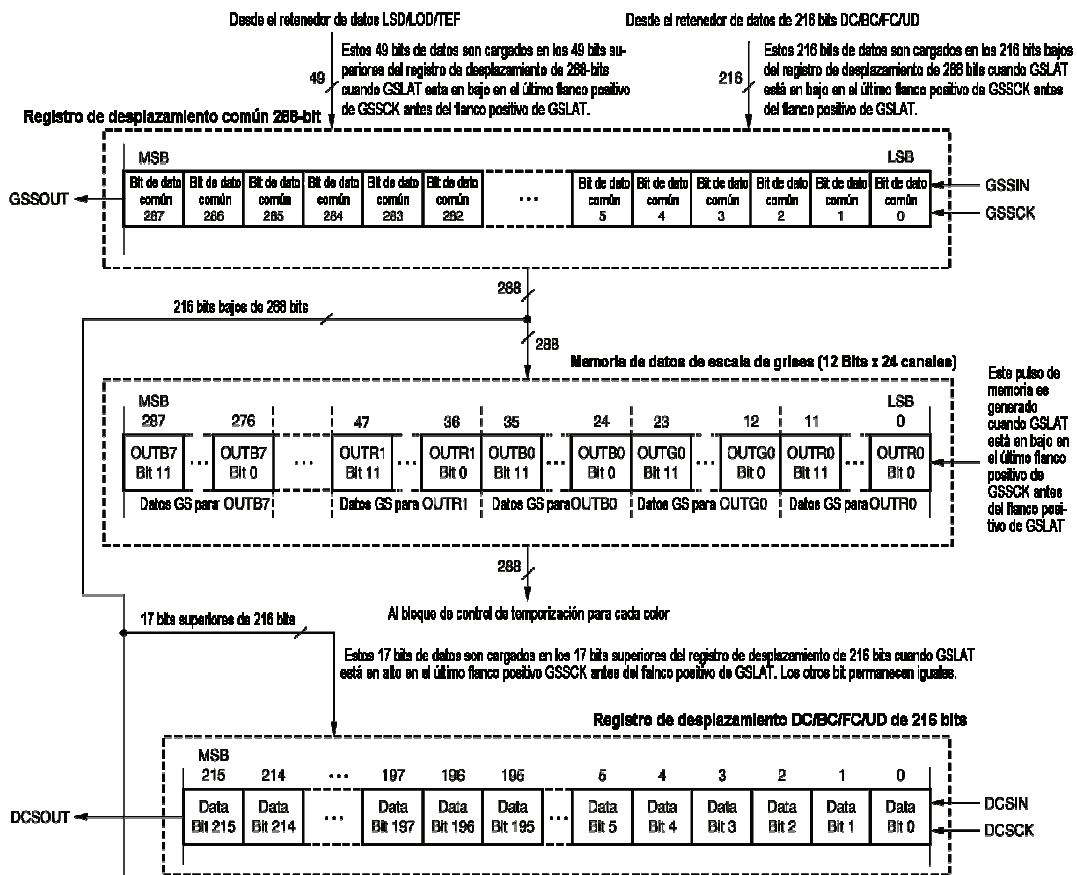 Desde el retenedor de datos LSD/LOD/TEF
Desde el retenedor de datos de 216 bits DC/BC/FC/UD
49
Estos 49 bits de datos son cargados en los 49 bits su-
periores del registro de desplazamiento de 288-bits
cuando GSLAT esta en bajo en el último flanco positivo
de GSSCK antes del flanco positivo de GSLAT.
216
Estos 216 bits de datos son cargados en los 216 bits bajos
del registro de desplazamiento de 288 bits cuando GSLAT
está en bajo en el último flanco positivo de GSSCK antes
del flanco positivo de GSLAT.
Registro de desplazamiento común 288-bit
MSB
LSB
GSSOUT
Bit de dato común 287
Bit de dato común 286
Bit de dato común 285
Bit de dato común 284
Bit de dato común 283
Bit de dato común 282
...
Bit de dato común 5
Bit de dato común 4
Bit de dato común 3
Bit de dato común 2
Bit de dato común 1
Bit de dato común 0
GSSIN
GSSCK
288
216 bits bajos de 288 bits
288
Memoria de datos de escala de grises (12 Bits x 24 canales)
MSB
LSB
287 276 47 36 35 24 23 12 11 0
OUTB7 Bit 11
...
OUTB7 Bit 0
...
OUTR1 Bit 11
...
OUTR1 Bit 0
OUTB0 Bit 11
...
OUTB0 Bit 0
OUTG0 Bit 11
...
OUTG0 Bit 0
OUTR0 Bit 11
...
OUTR0 Bit 0
Datos GS para OUTB7
Datos GS para OUTR1
Datos GS para OUTB0
Datos GS para OUTG0
Datos GS para OUTR0
Este pulso de
memoria es
generado
cuando GSLAT
está en bajo en
el último flanco
positivo de
GSSCK antes
del flanco posi-
tivo de GSLAT
288
Al bloque de control de temporización para cada color
17 bits superiores de 216 bits
Estos 17 bits de datos son cargados en los 17 bits superiores del registro de desplazamiento de 216 bits cuando GSLAT
está en alto en el último flanco positivo GSSCK antes del falnco positivo de GSLAT. Los otros bit permanecen iguales.
Registro de desplazamiento DC/BC/FC/UD de 216 bits
MSB
215 214 ... 197 196 195 5 4 3 2 1 0
DCSOUT
Data Bit 215
Data Bit 214
...
Data Bit 197
Data Bit 196
Data Bit 195
...
Data Bit 5
Data Bit 4
Data Bit 3
Data Bit 2
Data Bit 1
Data Bit 0
DCSIN
DCSCK